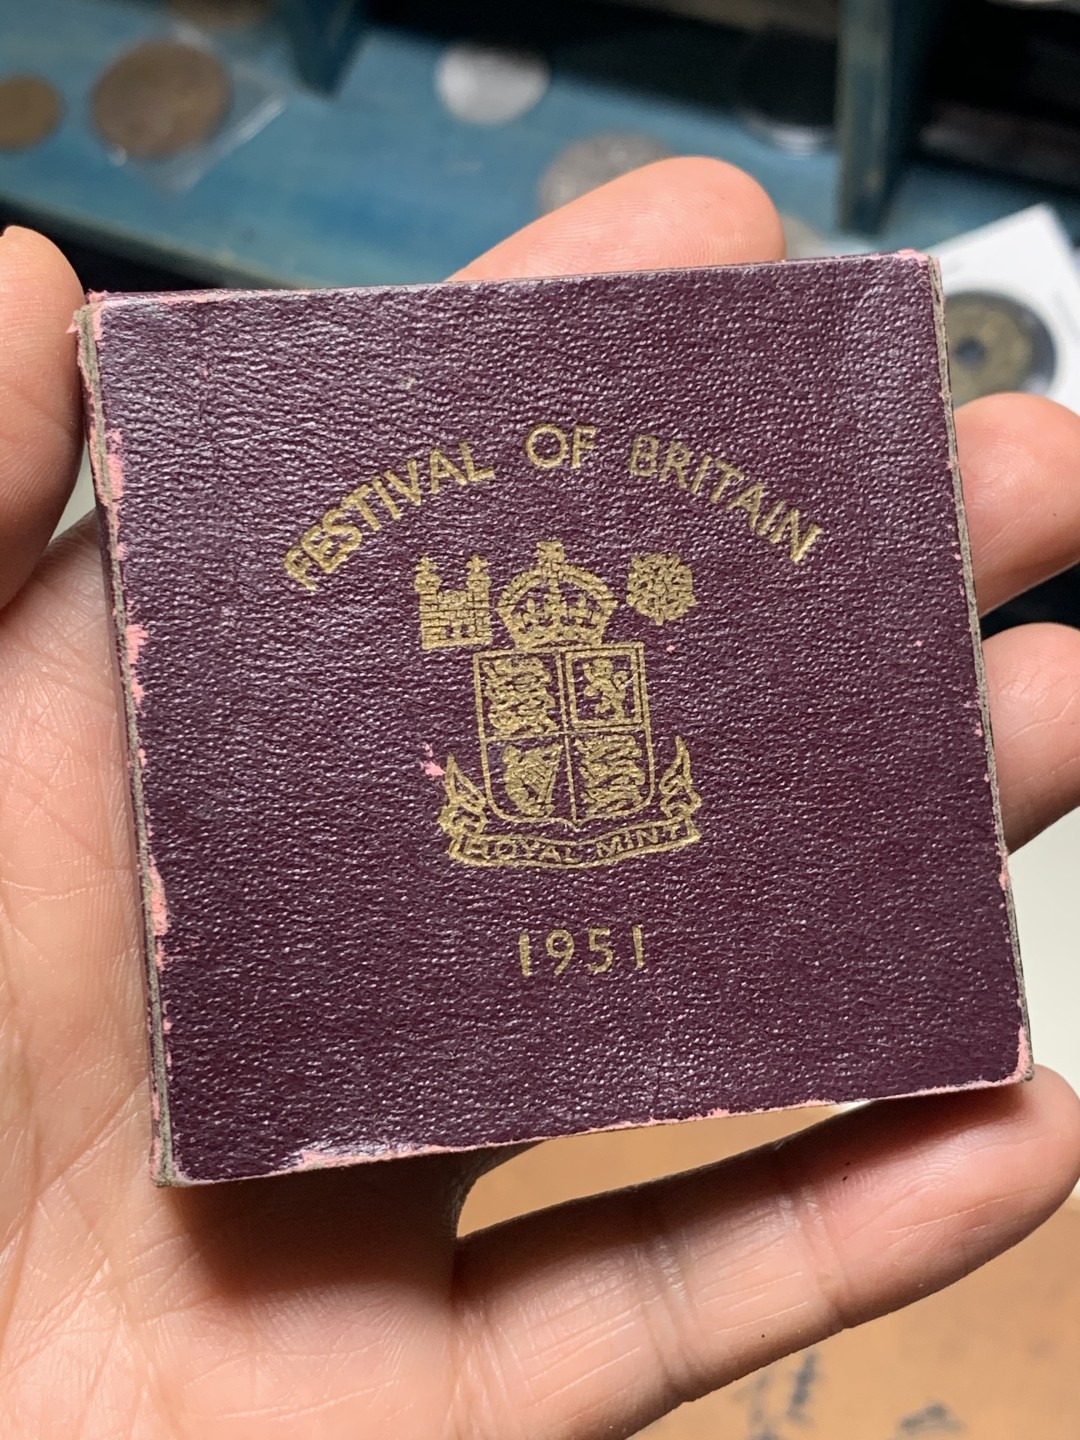 FESTIVAL OF BRITAIN
ROYAL MINT
1951